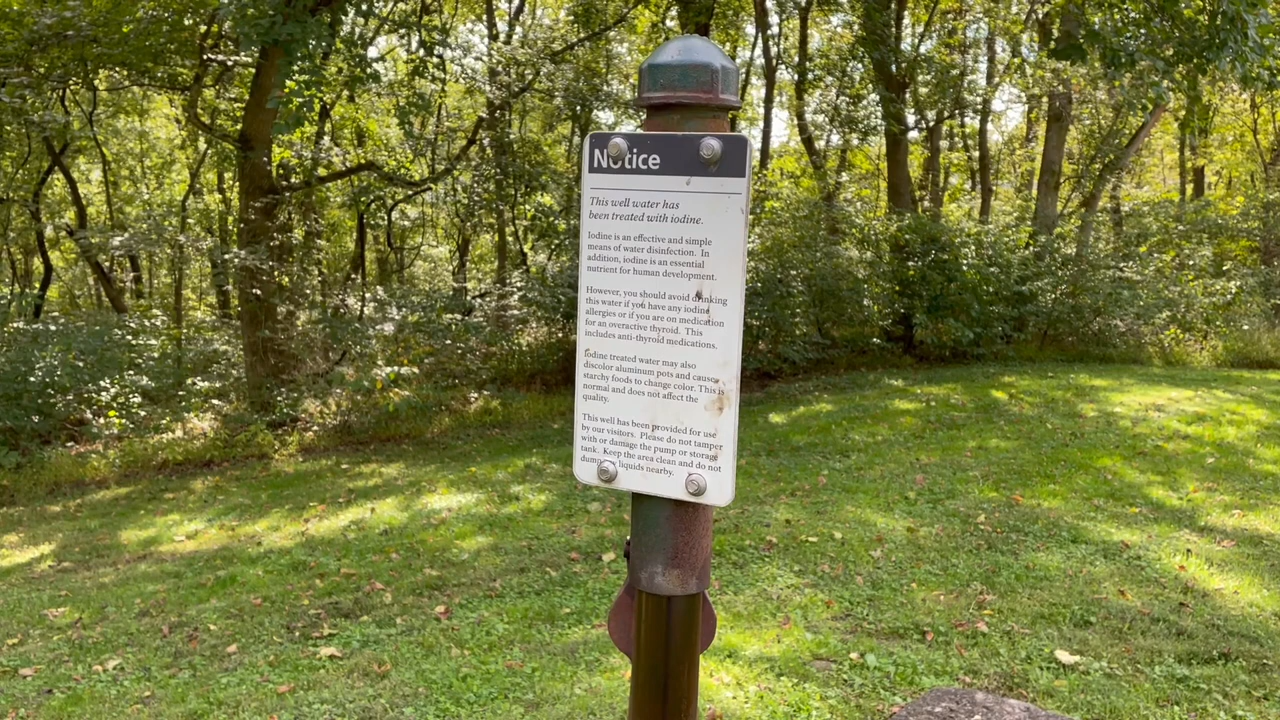 Notice
This well water has
been treated with iodine.
Iodine is an effective and simple
means of water disinfection. In
addition, iodine is an essential
nutrient for human development.
However, you should avoid drinking
this water if you have any iodine
allergies or if you are on medication
for an overactive thyroid. This
includes anti-thyroid medications.
Iodine treated water may also
discolor aluminum pots and cause
starchy foods to change color. This is
normal and does not affect the
quality.
This well has been provided for use
by our visitors. Please do not tamper
with or damage the pump or storage
tank. Keep the area clean and do not
dump liquids nearby.